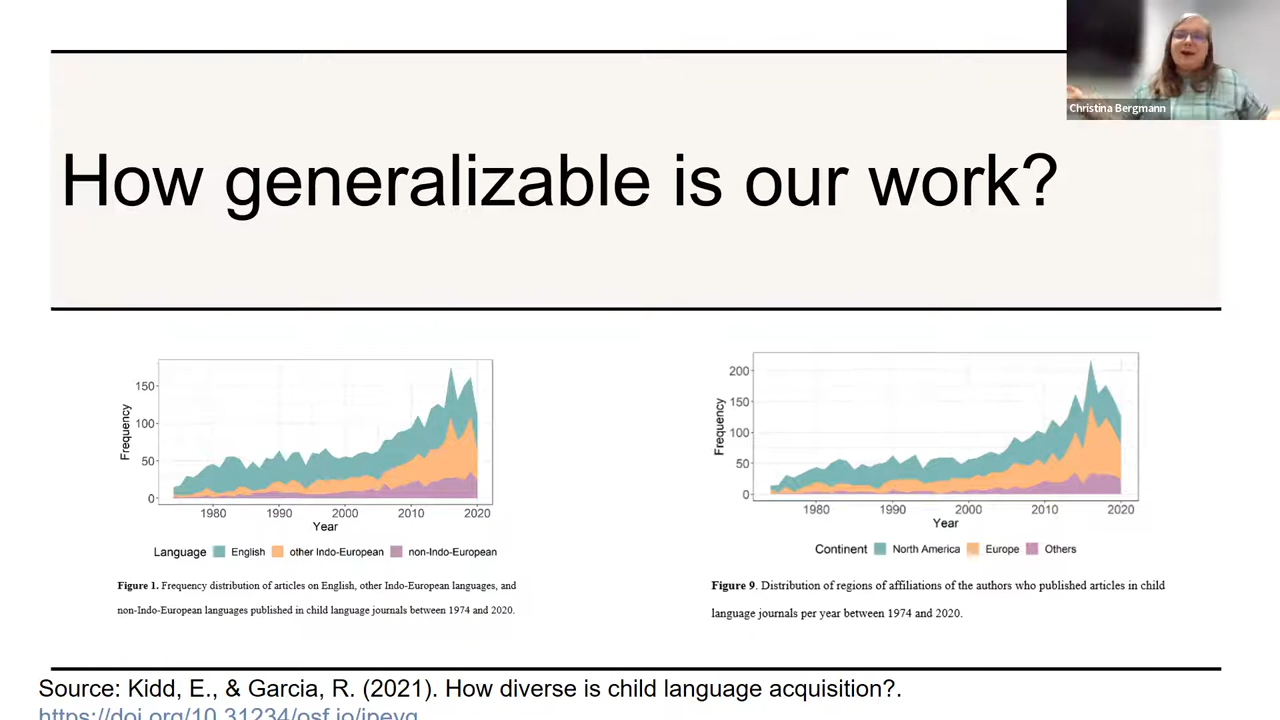 Christina Bergmann
How generalizable is our work?
150
100
50
0
Frequency
1980 1990 2000 2010 2020
Year
Language English other Indo-European non-Indo-European
Figure 1. Frequency distribution of articles on English, other Indo-European languages, and
non-Indo-European languages published in child language journals between 1974 and 2020.
200
150
100
50
0
Frequency
1980 1990 2000 2010 2020
Year
Continent North America Europe Others
Figure 9. Distribution of regions of affiliations of the authors who published articles in child
language journals per year between 1974 and 2020.
Source: Kidd, E., & Garcia, R. (2021). How diverse is child language acquisition?.